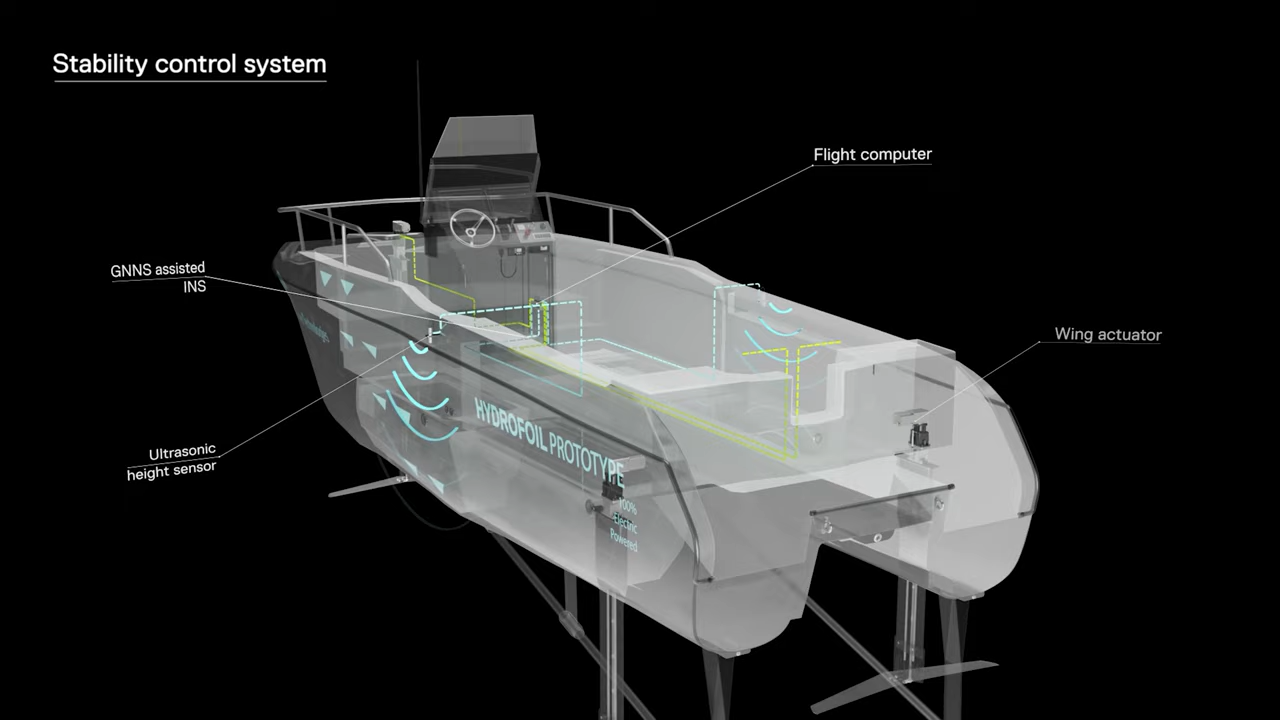 Stability control system
Flight computer
GNNS assisted
INS
Wing actuator
Ultrasonic
height sensor
HYDROFOIL PROTOTYPE
100%
Electric
Powered